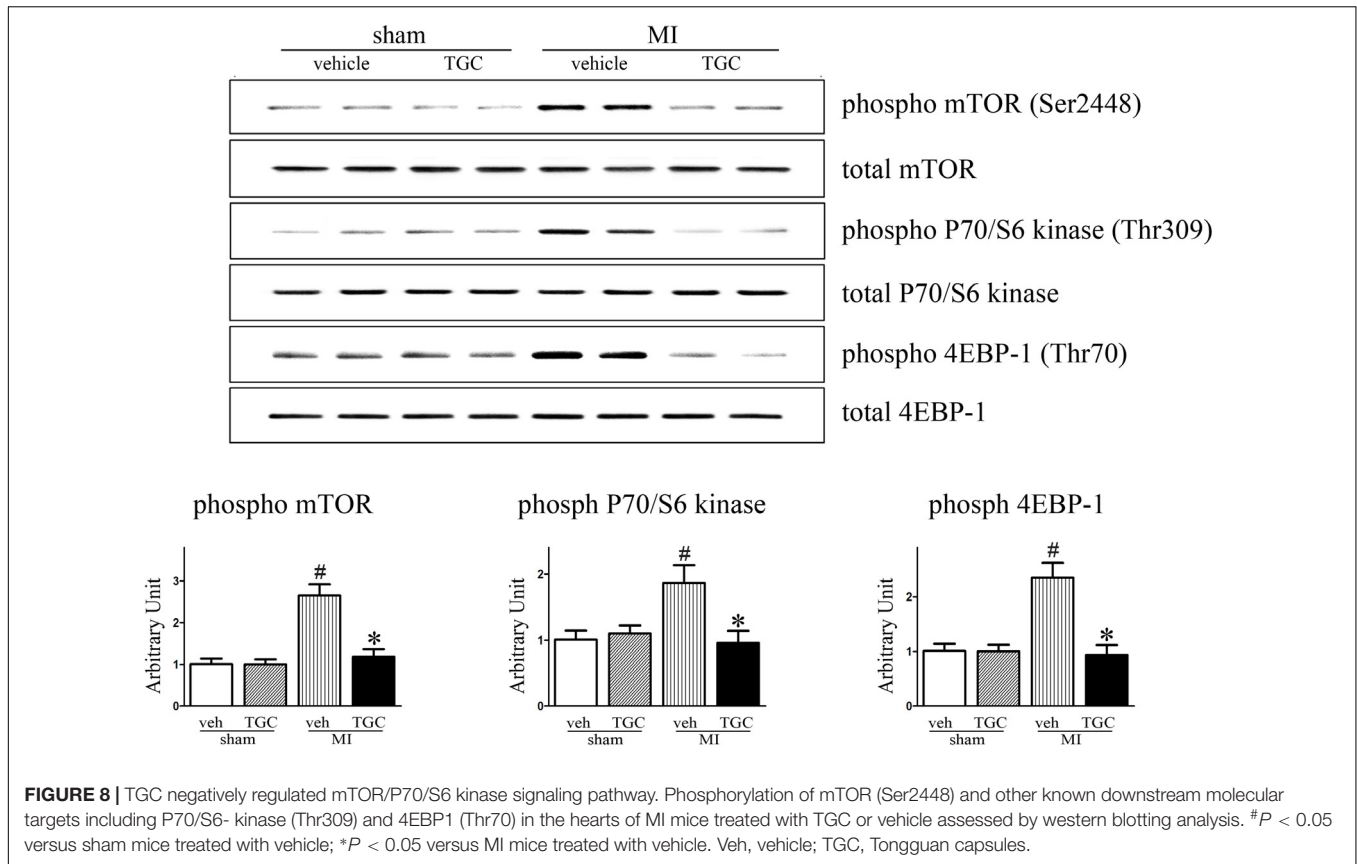 sham MI
vehicle TGC vehicle TGC
phospho mTOR (Ser2448)
total mTOR
phospho P70/S6 kinase (Thr309)
total P70/S6 kinase
phospho 4EBP-1 (Thr70)
total 4EBP-1
phospho mTOR
Arbitrary Unit
3
2
1
0
#
*
veh TGC veh TGC
sham MI
phosph P70/S6 kinase
Arbitrary Unit
2
1
0
#
*
veh TGC veh TGC
sham MI
phosph 4EBP-1
Arbitrary Unit
2
1
0
#
*
veh TGC veh TGC
sham MI
FIGURE 8 | TGC negatively regulated mTOR/P70/S6 kinase signaling pathway. Phosphorylation of mTOR (Ser2448) and other known downstream molecular
targets including P70/S6- kinase (Thr309) and 4EBP1 (Thr70) in the hearts of MI mice treated with TGC or vehicle assessed by western blotting analysis. #P < 0.05
versus sham mice treated with vehicle; *P < 0.05 versus MI mice treated with vehicle. Veh, vehicle; TGC, Tongguan capsules.